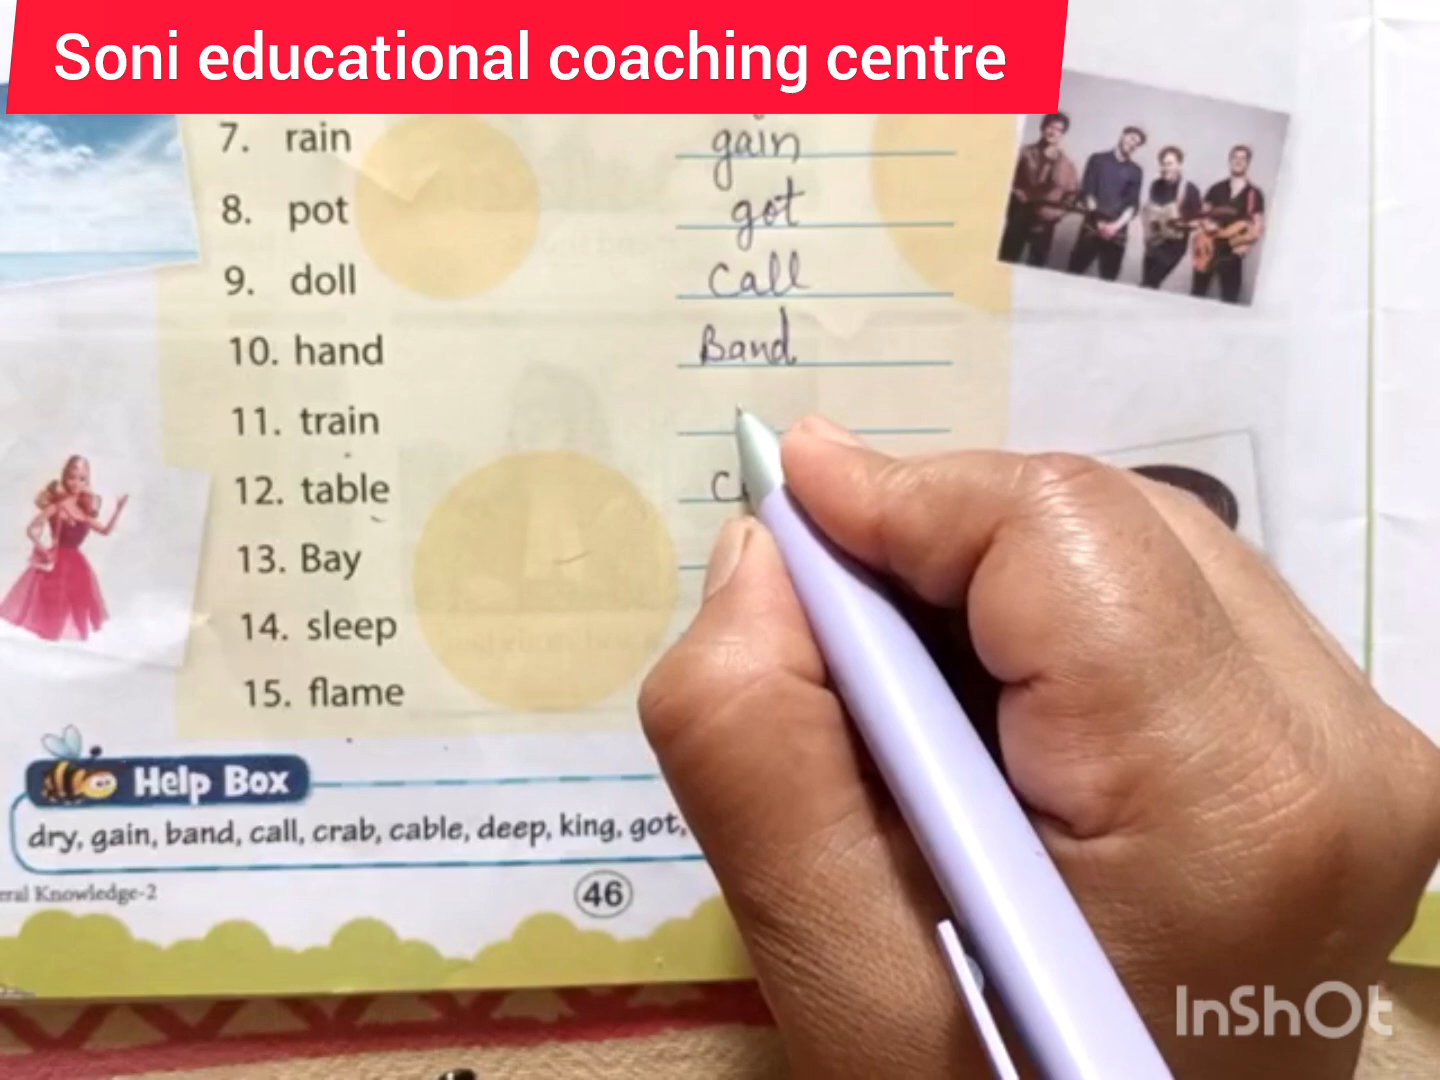 Soni educational coaching centre
7. rain gain
8. pot got
9. doll Call
10. hand Band
11. train
12. table
13. Bay
14. sleep
15. flame
Help Box
dry, gain, band, call, crab, cable, deep, king, got,
Knowledge-2
46
InShOt